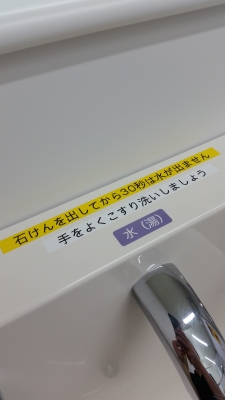 石けんを出してから30秒は水が出ません
手をよくこすり洗いしましょう
水（湯）